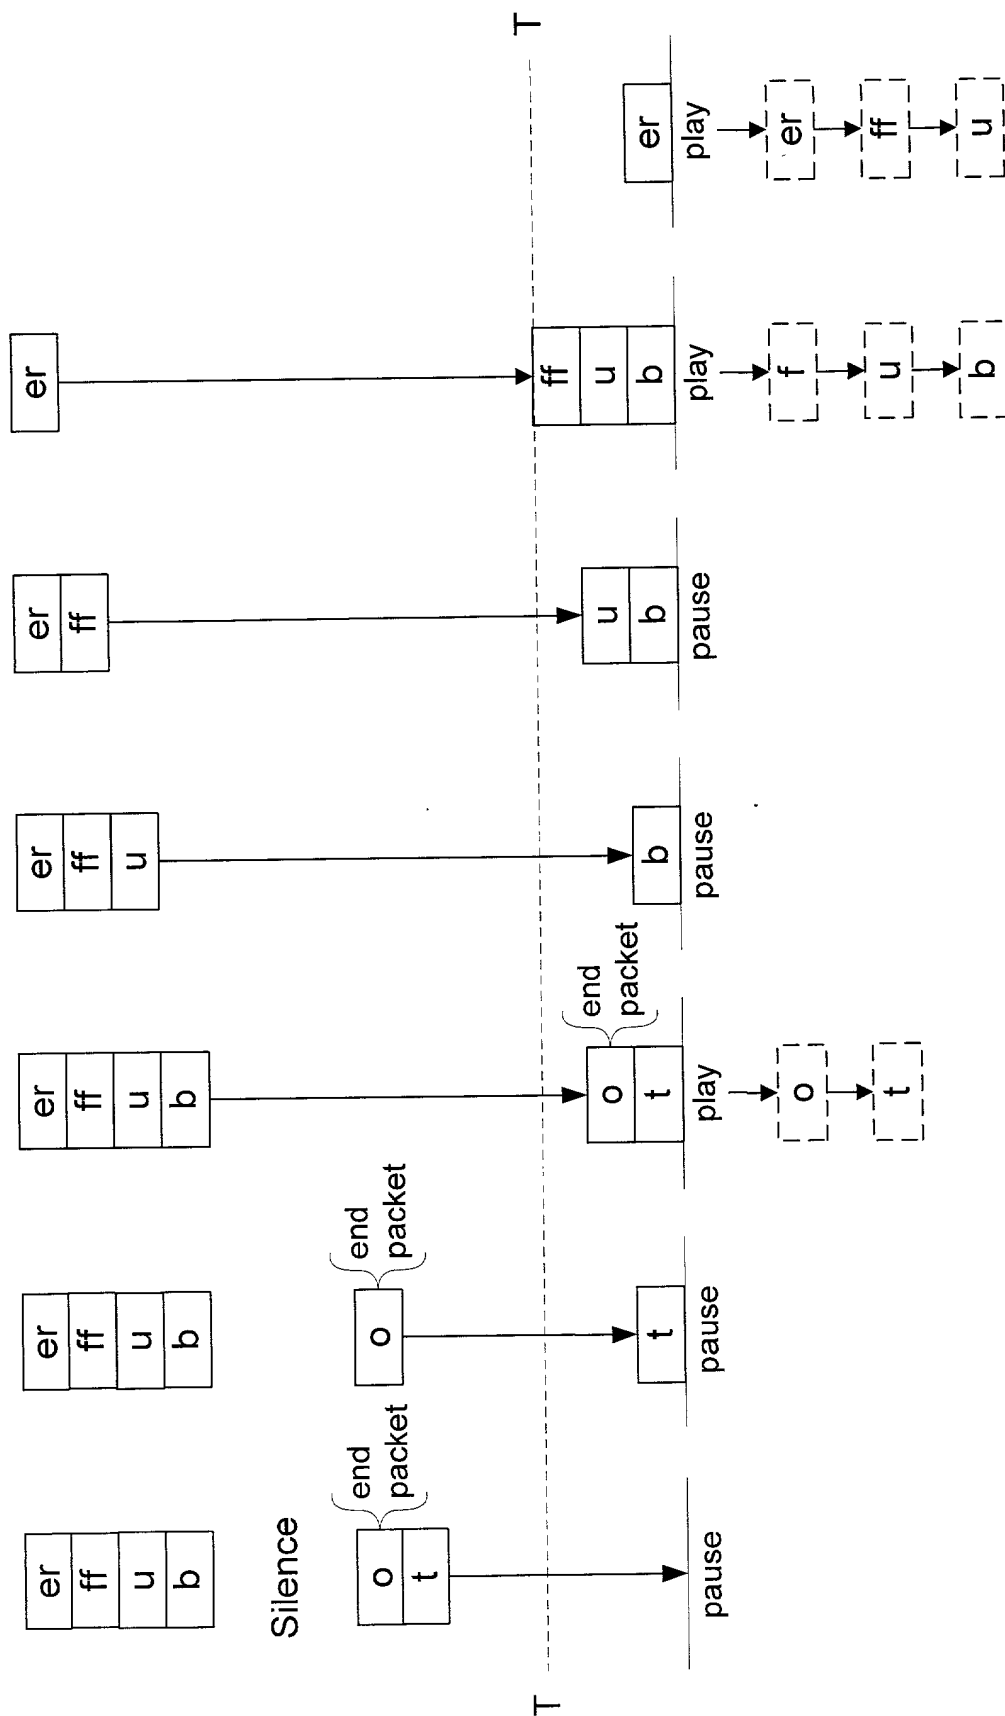 er
ff
u
b
Silence
o
t
end
packet
T
pause
er
ff
u
b
o
end
packet
t
pause
er
ff
u
b
o
t
end
packet
play
o
t
er
ff
u
b
pause
er
ff
u
b
pause
er
ff
u
b
play
f
u
b
T
er
play
er
ff
u